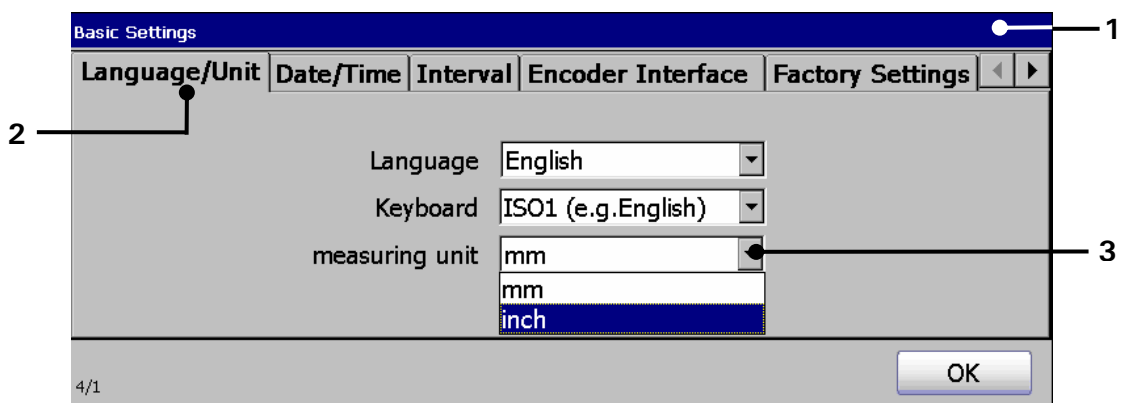 Basic Settings
1
Language/Unit Date/Time Interval Encoder Interface Factory Settings
2
Language English
Keyboard ISO1 (e.g.English)
measuring unit mm
3
mm
inch
OK
4/1